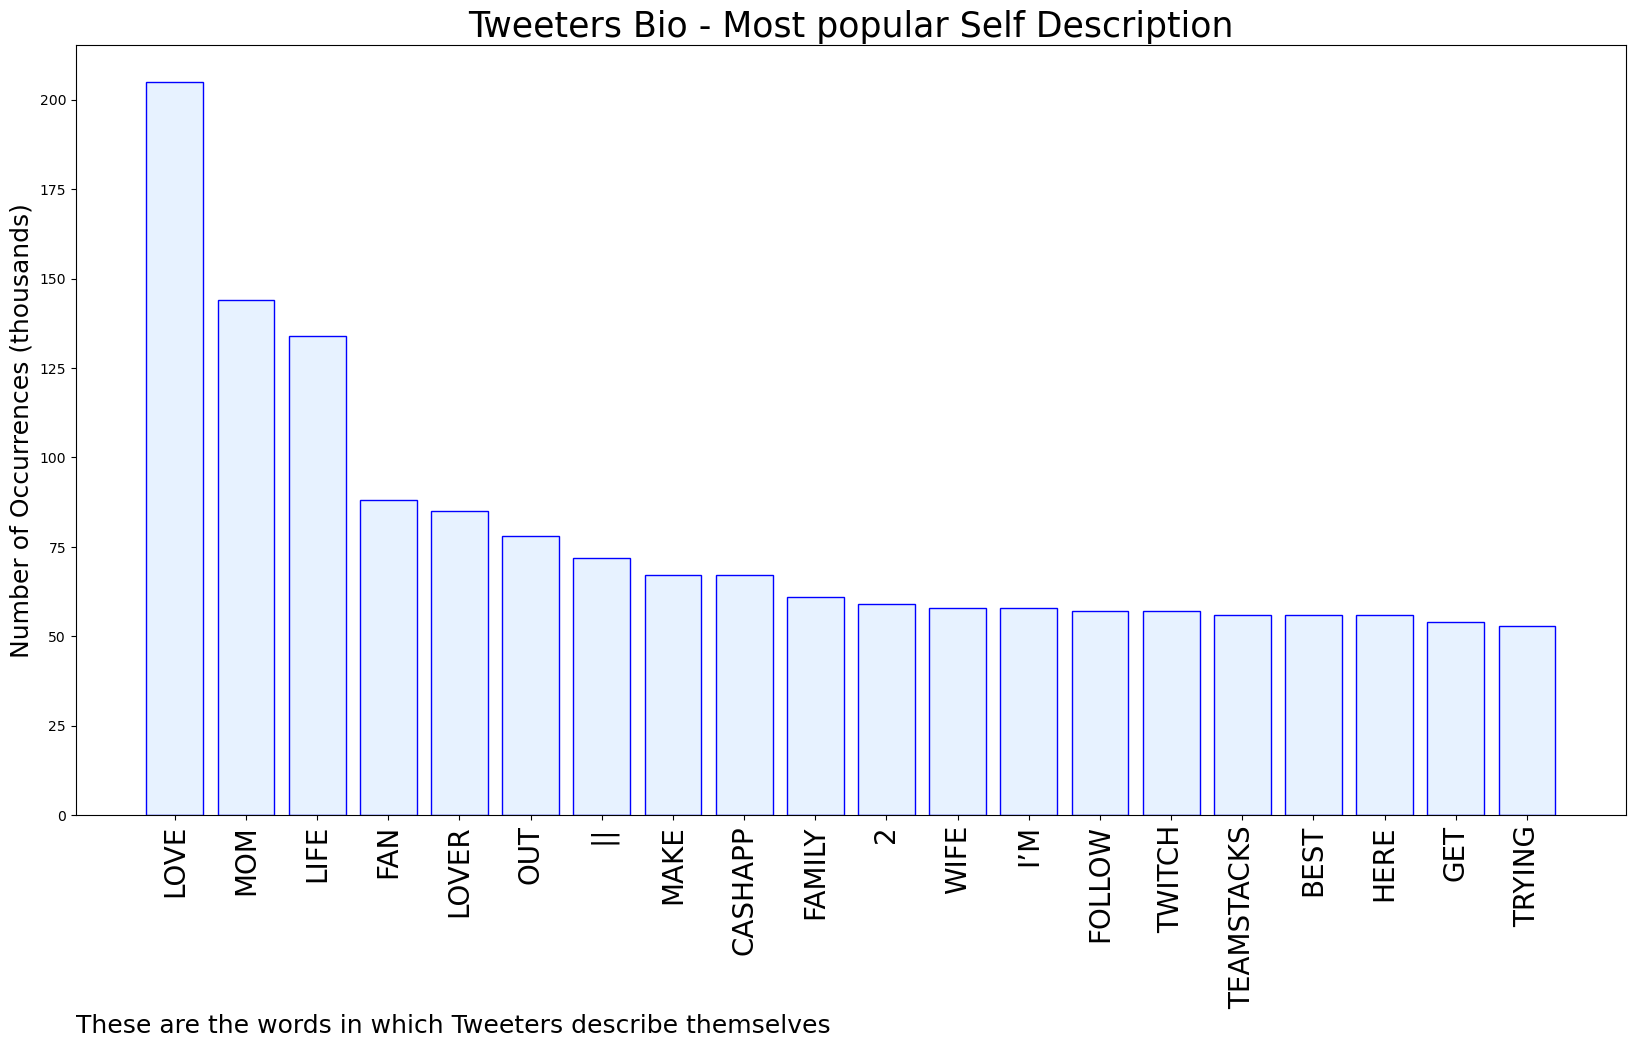 Tweeters Bio - Most popular Self Description
Number of Occurrences (thousands)
200
175
150
125
100
75
50
25
0
LOVE
MOM
LIFE
FAN
LOVER
OUT
||
MAKE
CASHAPP
FAMILY
2
WIFE
I’M
FOLLOW
TWITCH
TEAMSTACKS
BEST
HERE
GET
TRYING
These are the words in which Tweeters describe themselves